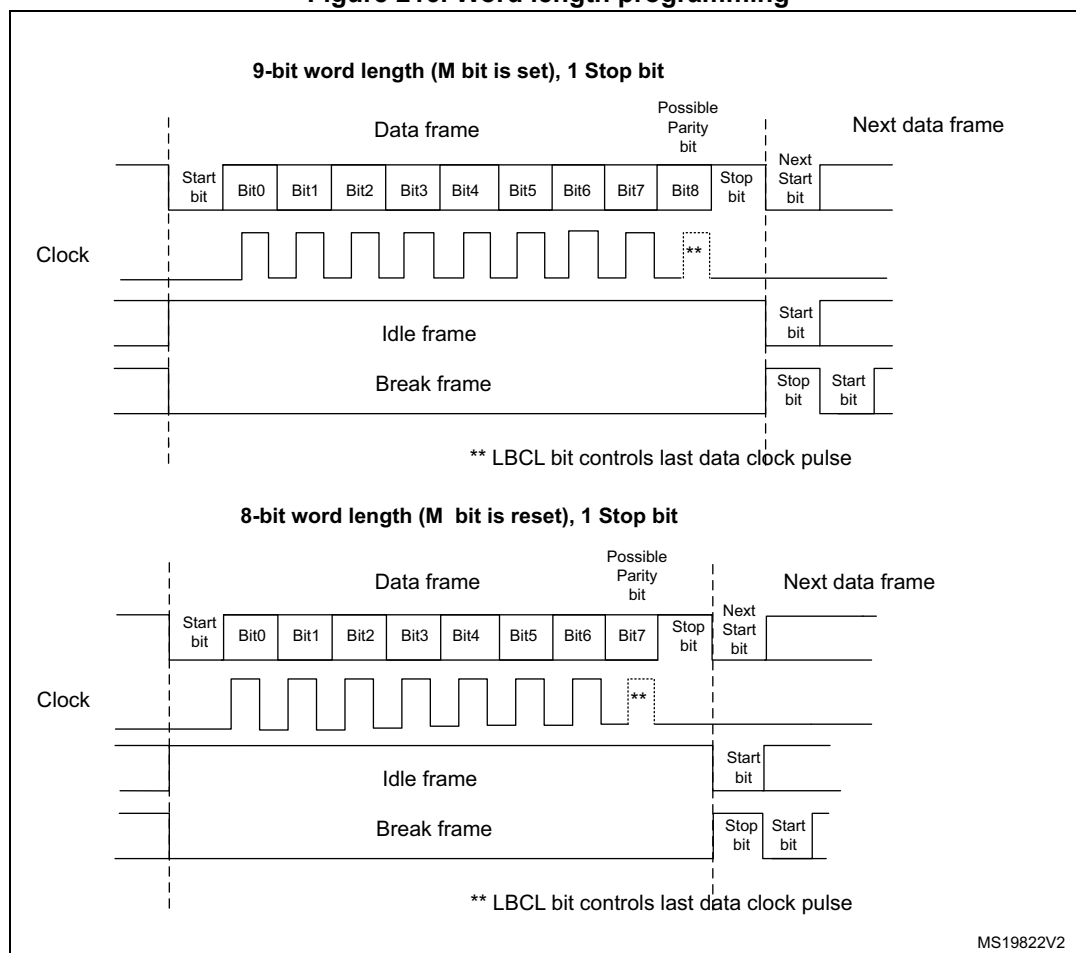 9-bit word length (M bit is set), 1 Stop bit
Data frame
Possible
Parity
bit
Next data frame
Start
bit
Bit0
Bit1
Bit2
Bit3
Bit4
Bit5
Bit6
Bit7
Bit8
Stop
bit
Next
Start
bit
Clock
**
Idle frame
Start
bit
Break frame
Stop
bit
Start
bit
** LBCL bit controls last data clock pulse
8-bit word length (M bit is reset), 1 Stop bit
Data frame
Possible
Parity
bit
Next data frame
Start
bit
Bit0
Bit1
Bit2
Bit3
Bit4
Bit5
Bit6
Bit7
Stop
bit
Next
Start
bit
Clock
**
Idle frame
Start
bit
Break frame
Stop
bit
Start
bit
** LBCL bit controls last data clock pulse
MS19822V2